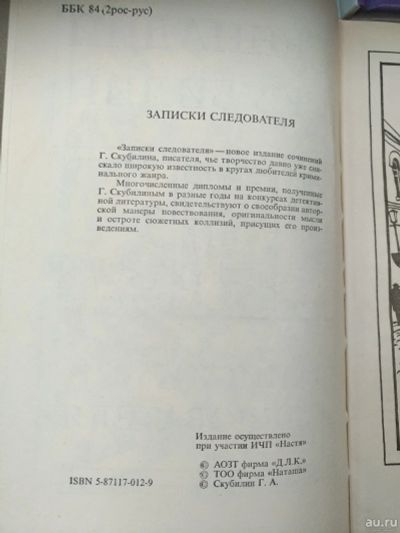 ББК 84(2рос-рус)
ЗАПИСКИ СЛЕДОВАТЕЛЯ
«Записки следователя» — новое издание сочинений
Г. Скубилина, писателя, чье творчество давно уже сни-
скало широкую известность в кругах любителей крими-
нального жанра.
Многочисленные дипломы и премии, полученные
Г. Скубилиным в разные годы на конкурсах детектив-
ной литературы, свидетельствуют о своеобразии автор-
ской манеры повествования, оригинальности мысли
и остроте сюжетных коллизий, присущих его произ-
ведениям.
Издание осуществлено
при участии ИЧП «Настя»
© АОЗТ фирма «Д.Л.К.»
© ТОО фирма «Наташа»
ISBN 5-87117-012-9 © Скубилин Г. А.
au.ru